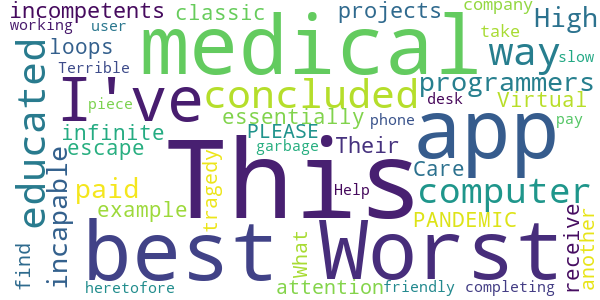 incompetents classic projects company High
working user medical way take
loops Terrible I've concluded programmers slow
educated piece essentially desk Virtual
infinite PLEASE phone app pay
escape garbage Their
incapable This Care computer
paid tragedy Help
example PANDEMIC receive another
find best What Worst
heretofore attention friendly completing